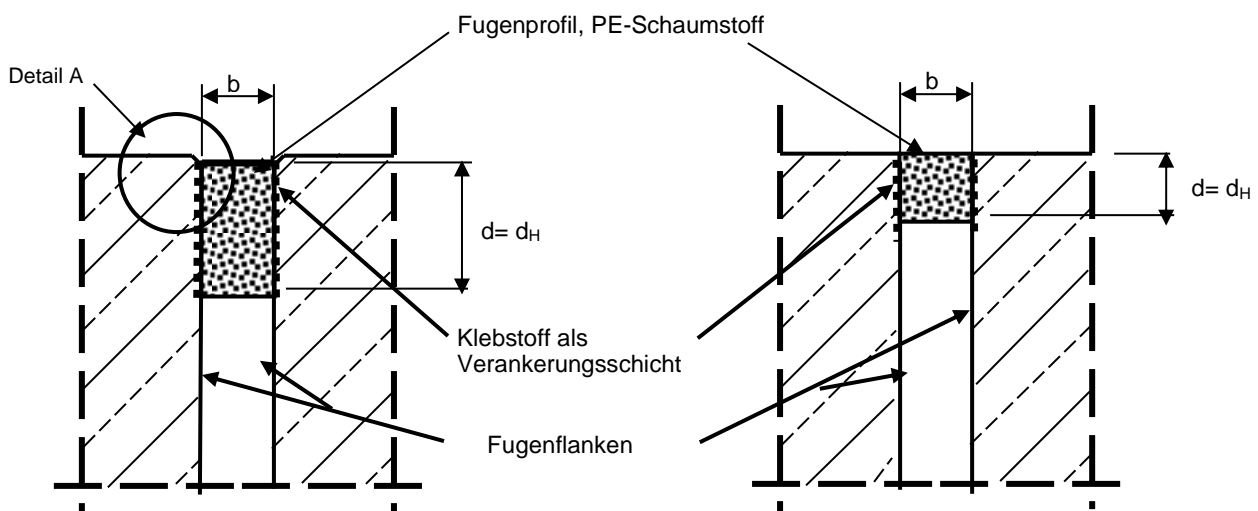 Fugenprofil, PE-Schaumstoff
Detail A
b
b
d= dH
d= dH
Klebstoff als
Verankerungsschicht
Fugenflanken